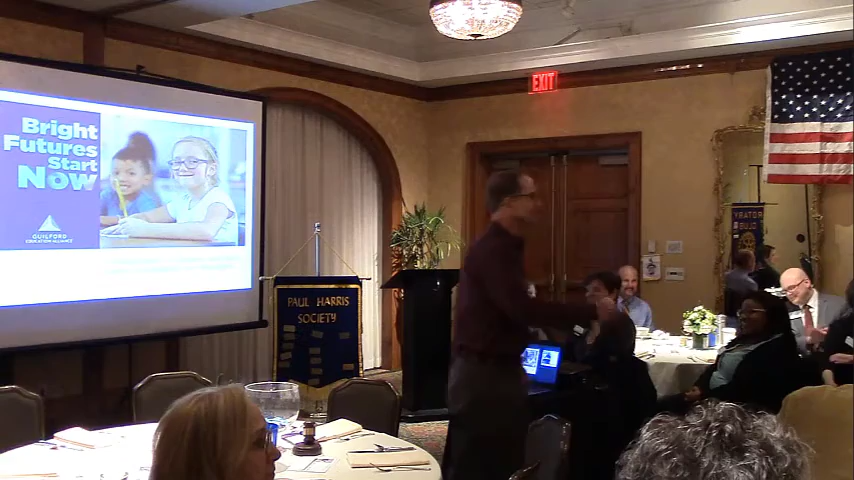 Bright
Futures
Start
NOW
GUILFORD
EDUCATION ALLIANCE
EXIT
PAUL HARRIS
SOCIETY